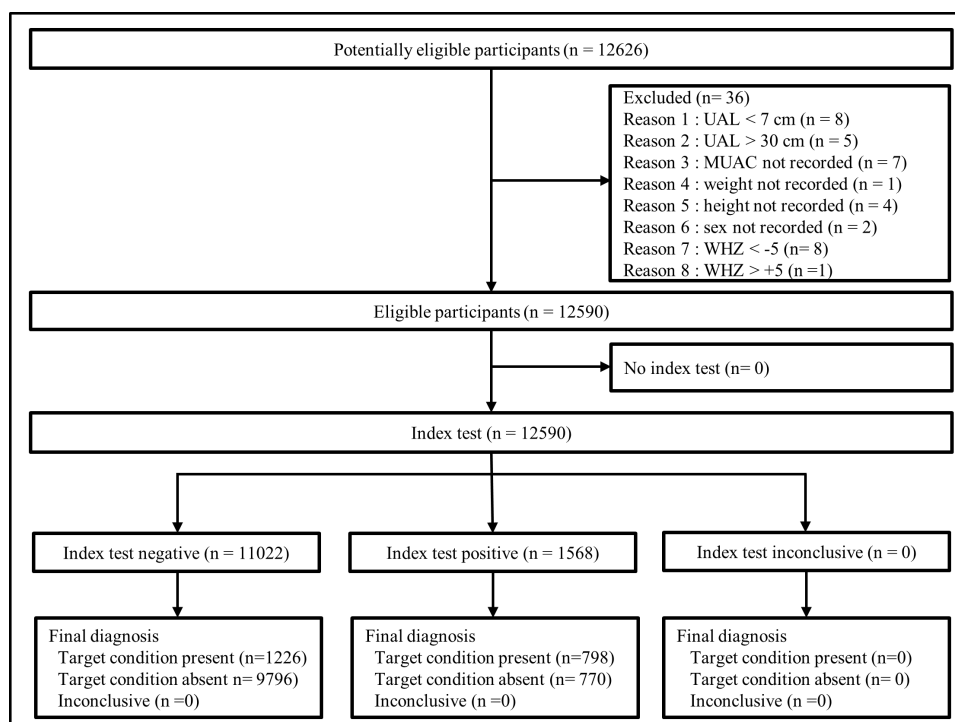 Potentially eligible participants (n = 12626)
Excluded (n= 36)
Reason 1 : UAL < 7 cm (n = 8)
Reason 2 : UAL > 30 cm (n = 5)
Reason 3 : MUAC not recorded (n = 7)
Reason 4 : weight not recorded (n = 1)
Reason 5 : height not recorded (n = 4)
Reason 6 : sex not recorded (n = 2)
Reason 7 : WHZ < -5 (n= 8)
Reason 8 : WHZ > +5 (n =1)
Eligible participants (n = 12590)
No index test (n= 0)
Index test (n = 12590)
Index test negative (n = 11022)
Index test positive (n = 1568)
Index test inconclusive (n = 0)
Final diagnosis
Target condition present (n=1226)
Target condition absent n= 9796)
Inconclusive (n =0)
Final diagnosis
Target condition present (n=798)
Target condition absent (n= 770)
Inconclusive (n =0)
Final diagnosis
Target condition present (n=0)
Target condition absent (n= 0)
Inconclusive (n =0)